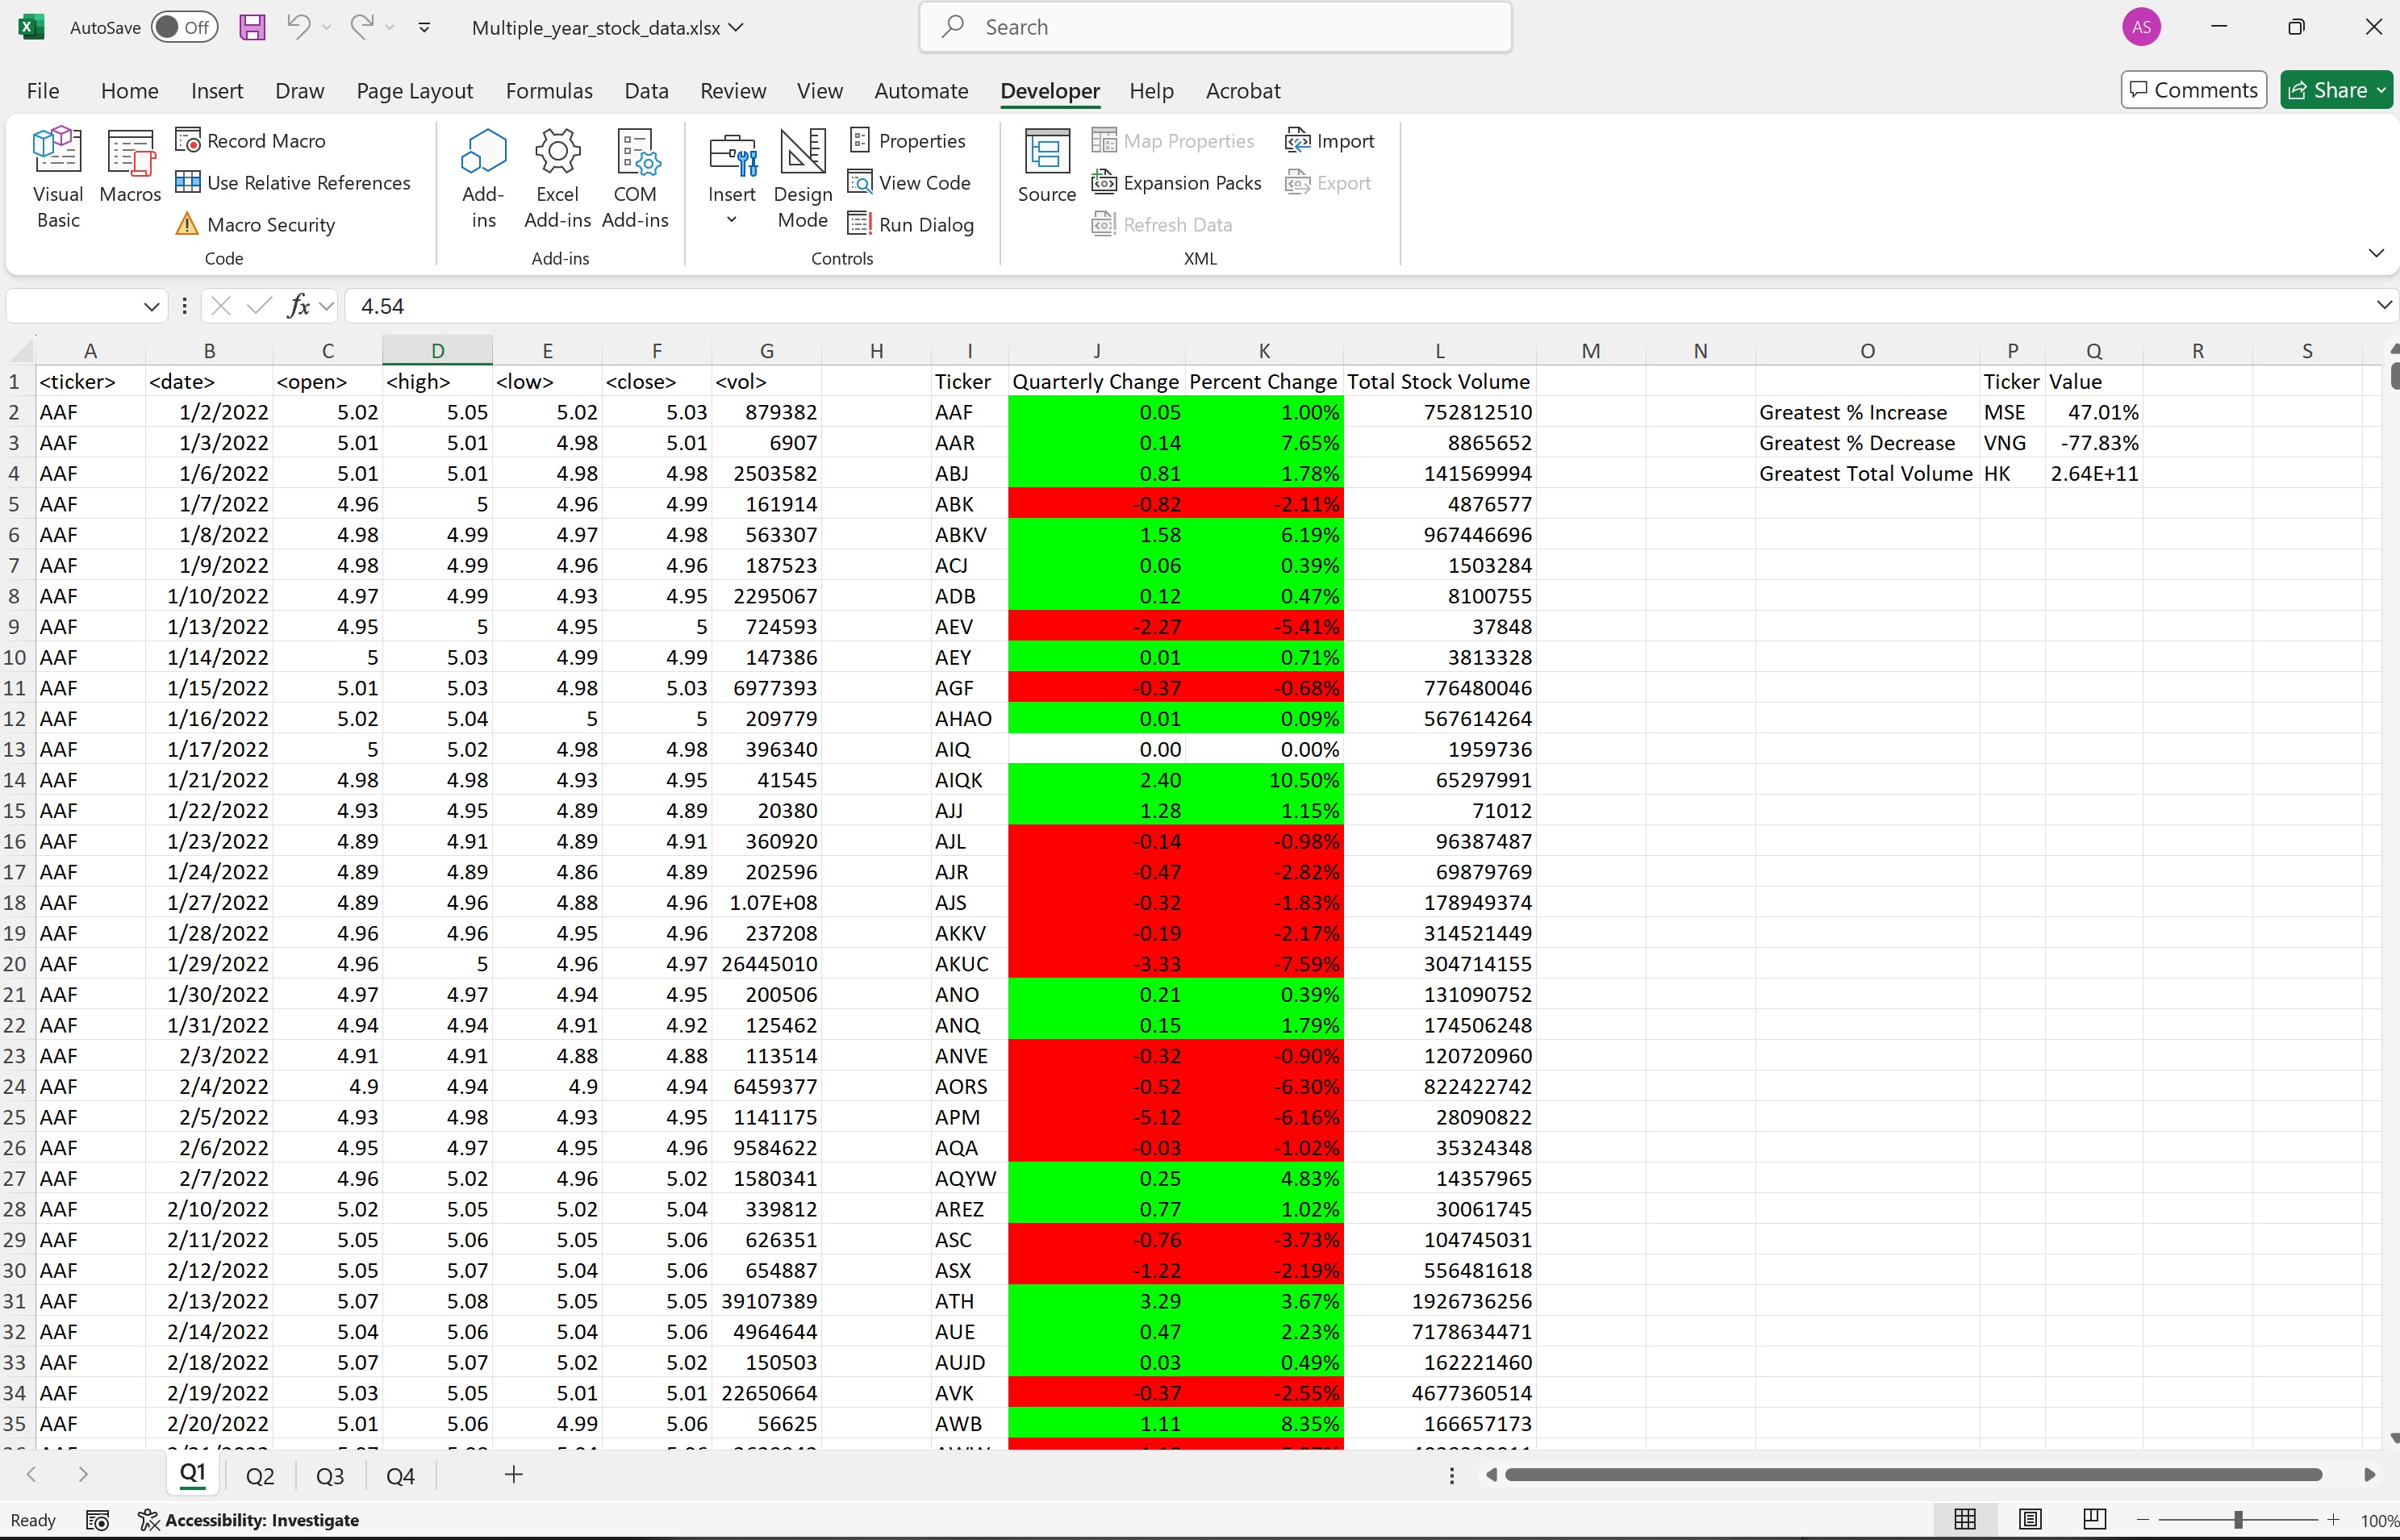 AutoSave Off Multiple_year_stock_data.xlsx Search AS
File Home Insert Draw Page Layout Formulas Data Review View Automate Developer Help Acrobat Comments Share
Visual Basic Macros Record Macro Use Relative References Macro Security Code
Add-ins Excel Add-ins COM Add-ins Add-ins
Insert Design Mode Properties View Code Run Dialog Controls
Source Map Properties Expansion Packs Refresh Data Import Export XML
fx 4.54
A B C D E F G H I J K L M N O P Q R S
1 <ticker> <date> <open> <high> <low> <close> <vol> Ticker Quarterly Change Percent Change Total Stock Volume Ticker Value
2 AAF 1/2/2022 5.02 5.05 5.02 5.03 879382 AAF 0.05 1.00% 752812510 Greatest % Increase MSE 47.01%
3 AAF 1/3/2022 5.01 5.01 4.98 5.01 6907 AAR 0.14 7.65% 8865652 Greatest % Decrease VNG -77.83%
4 AAF 1/6/2022 5.01 5.01 4.98 4.98 2503582 ABJ 0.81 1.78% 141569994 Greatest Total Volume HK 2.64E+11
5 AAF 1/7/2022 4.96 5 4.96 4.99 161914 ABK -0.82 -2.11% 4876577
6 AAF 1/8/2022 4.98 4.99 4.97 4.98 563307 ABKV 1.58 6.19% 967446696
7 AAF 1/9/2022 4.98 4.99 4.96 4.96 187523 ACJ 0.06 0.39% 1503284
8 AAF 1/10/2022 4.97 4.99 4.93 4.95 2295067 ADB 0.12 0.47% 8100755
9 AAF 1/13/2022 4.95 5 4.95 5 724593 AEV -2.27 -5.41% 37848
10 AAF 1/14/2022 5 5.03 4.99 4.99 147386 AEY 0.01 0.71% 3813328
11 AAF 1/15/2022 5.01 5.03 4.98 5.03 6977393 AGF -0.37 -0.68% 776480046
12 AAF 1/16/2022 5.02 5.04 5 5 209779 AHAO 0.01 0.09% 567614264
13 AAF 1/17/2022 5 5.02 4.98 4.98 396340 AIQ 0.00 0.00% 1959736
14 AAF 1/21/2022 4.98 4.98 4.93 4.95 41545 AIQK 2.40 10.50% 65297991
15 AAF 1/22/2022 4.93 4.95 4.89 4.89 20380 AJJ 1.28 1.15% 71012
16 AAF 1/23/2022 4.89 4.91 4.89 4.91 360920 AJL -0.14 -0.98% 96387487
17 AAF 1/24/2022 4.89 4.89 4.86 4.89 202596 AJR -0.47 -2.82% 69879769
18 AAF 1/27/2022 4.89 4.96 4.88 4.96 1.07E+08 AJS -0.32 -1.83% 178949374
19 AAF 1/28/2022 4.96 4.96 4.95 4.96 237208 AKKV -0.19 -2.17% 314521449
20 AAF 1/29/2022 4.96 5 4.96 4.97 26445010 AKUC -3.33 -7.59% 304714155
21 AAF 1/30/2022 4.97 4.97 4.94 4.95 200506 ANO 0.21 0.39% 131090752
22 AAF 1/31/2022 4.94 4.94 4.91 4.92 125462 ANQ 0.15 1.79% 174506248
23 AAF 2/3/2022 4.91 4.91 4.88 4.88 113514 ANVE -0.32 -0.90% 120720960
24 AAF 2/4/2022 4.9 4.94 4.9 4.94 6459377 AORS -0.52 -6.30% 822422742
25 AAF 2/5/2022 4.93 4.98 4.93 4.95 1141175 APM -5.12 -6.16% 28090822
26 AAF 2/6/2022 4.95 4.97 4.95 4.96 9584622 AQA -0.03 -1.02% 35324348
27 AAF 2/7/2022 4.96 5.02 4.96 5.02 1580341 AQYW 0.25 4.83% 14357965
28 AAF 2/10/2022 5.02 5.05 5.02 5.04 339812 AREZ 0.77 1.02% 30061745
29 AAF 2/11/2022 5.05 5.06 5.05 5.06 626351 ASC -0.76 -3.73% 104745031
30 AAF 2/12/2022 5.05 5.07 5.04 5.06 654887 ASX -1.22 -2.19% 556481618
31 AAF 2/13/2022 5.07 5.08 5.05 5.05 39107389 ATH 3.29 3.67% 1926736256
32 AAF 2/14/2022 5.04 5.06 5.04 5.06 4964644 AUE 0.47 2.23% 7178634471
33 AAF 2/18/2022 5.07 5.07 5.02 5.02 150503 AUJD 0.03 0.49% 162221460
34 AAF 2/19/2022 5.03 5.05 5.01 5.01 22650664 AVK -0.37 -2.55% 4677360514
35 AAF 2/20/2022 5.01 5.06 4.99 5.06 56625 AWB 1.11 8.35% 166657173
Q1 Q2 Q3 Q4
Ready Accessibility: Investigate 100%